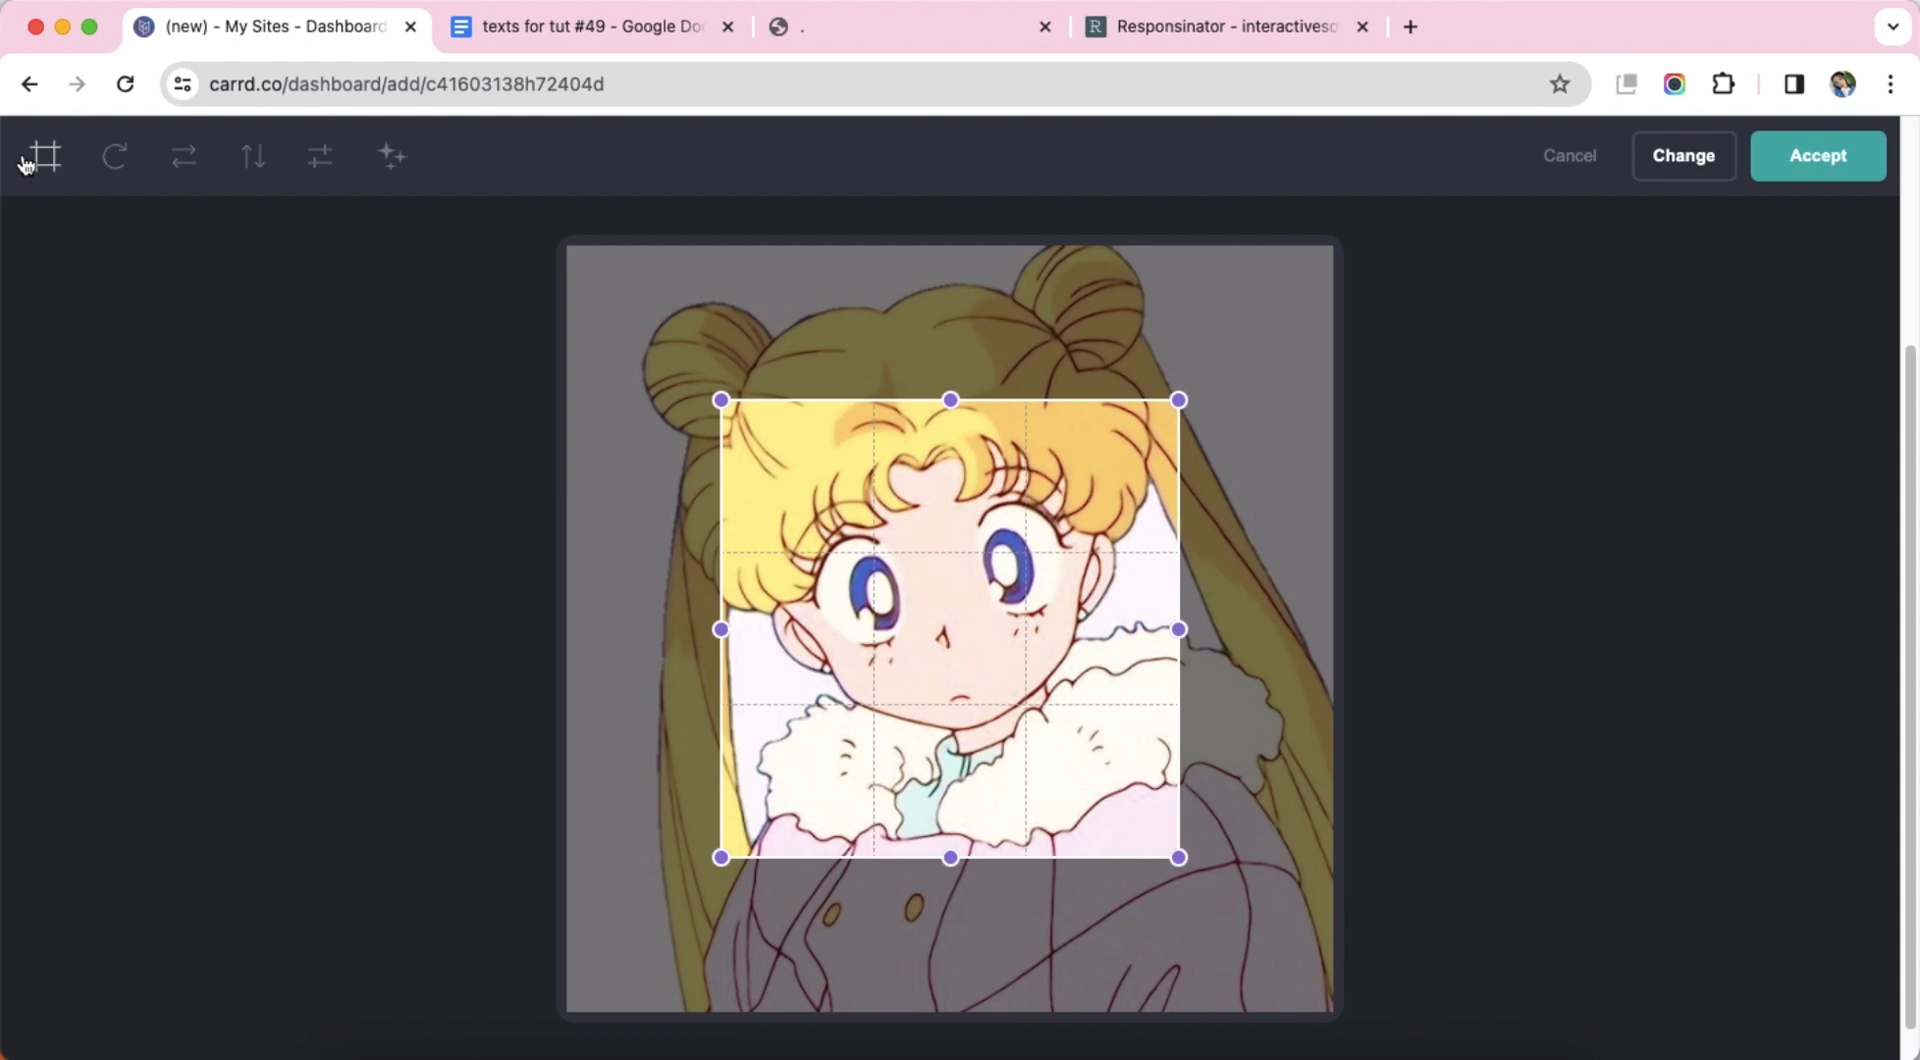 (new) - My Sites - Dashboard
texts for tut #49 - Google Do
.
Responsinator - interactiveso
carrd.co/dashboard/add/c41603138h72404d
Cancel
Change
Accept